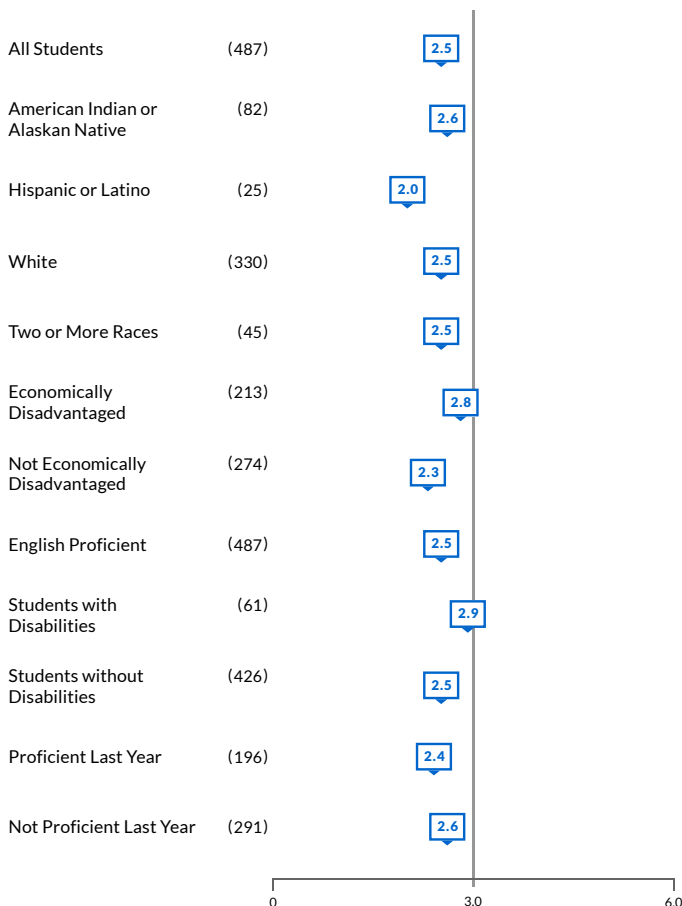 All Students (487) 2.5
American Indian or (82)
Alaskan Native 2.6
Hispanic or Latino (25) 2.0
White (330) 2.5
Two or More Races (45) 2.5
Economically (213)
Disadvantaged 2.8
Not Economically (274)
Disadvantaged 2.3
English Proficient (487) 2.5
Students with (61)
Disabilities 2.9
Students without (426)
Disabilities 2.5
Proficient Last Year (196) 2.4
Not Proficient Last Year (291) 2.6
0 3.0 6.0